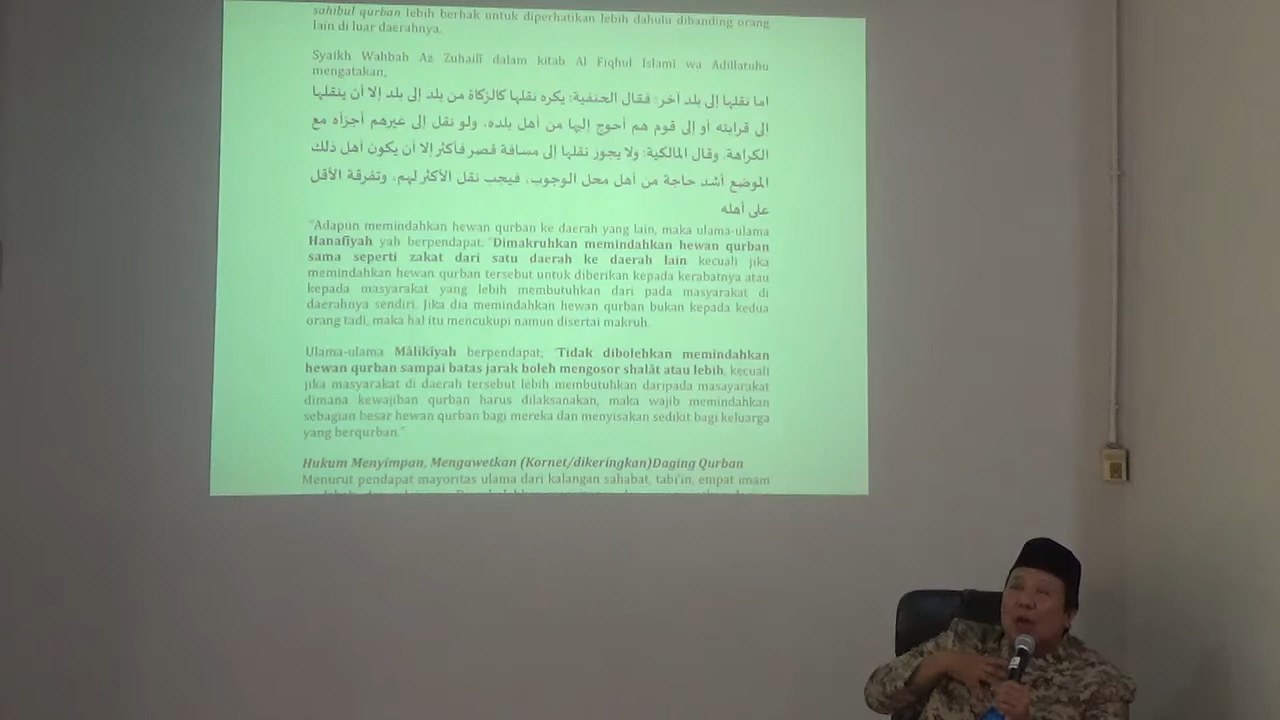 sahibul qurban lebih berhak untuk diperhatikan lebih dahulu dibanding orang
lain di luar daerahnya.
Syaikh Wahbah Az Zuhailî dalam kitab Al Fiqhul Islami wa Adillatuhu
mengatakan,
اما نقلها إلى بلد آخر: فقال الحنفية: يكره نقلها كالزكاة من بلد إلى بلد إلا أن ينقلها
إلى قرابته أو إلى قوم هم أحوج إليها من أهل بلده، ولو نقل إلى غيرهم أجزأه مع
الكراهة. وقال المالكية: ولا يجوز نقلها إلى مسافة قصر فأكثر إلا أن يكون أهل ذلك
الموضع أشد حاجة من أهل محل الوجوب، فيجب نقل الأكثر لهم، وتفرقة الأقل
على أهله
"Adapun memindahkan hewan qurban ke daerah yang lain, maka ulama-ulama
Hanafiyah yah berpendapat: "Dimakruhkan memindahkan hewan qurban
sama seperti zakat dari satu daerah ke daerah lain kecuali jika
memindahkan hewan qurban tersebut untuk diberikan kepada kerabatnya atau
kepada masyarakat yang lebih membutuhkan dari pada masyarakat di
daerahnya sendiri. Jika dia memindahkan hewan qurban bukan kepada kedua
orang tadi, maka hal itu mencukupi namun disertai makruh.
Ulama-ulama Mâlikîyah berpendapat; "Tidak dibolehkan memindahkan
hewan qurban sampai batas jarak boleh mengosor shalât atau lebih, kecuali
jika masyarakat di daerah tersebut lebih membutuhkan daripada masayarakat
dimana kewajiban qurban harus dilaksanakan, maka wajib memindahkan
sebagian besar hewan qurban bagi mereka dan menyisakan sedikit bagi keluarga
yang berqurban."
Hukum Menyimpan, Mengawetkan (Kornet/dikeringkan)Daging Qurban
Menurut pendapat mayoritas ulama dari kalangan sahabat, tabi'in, empat imam